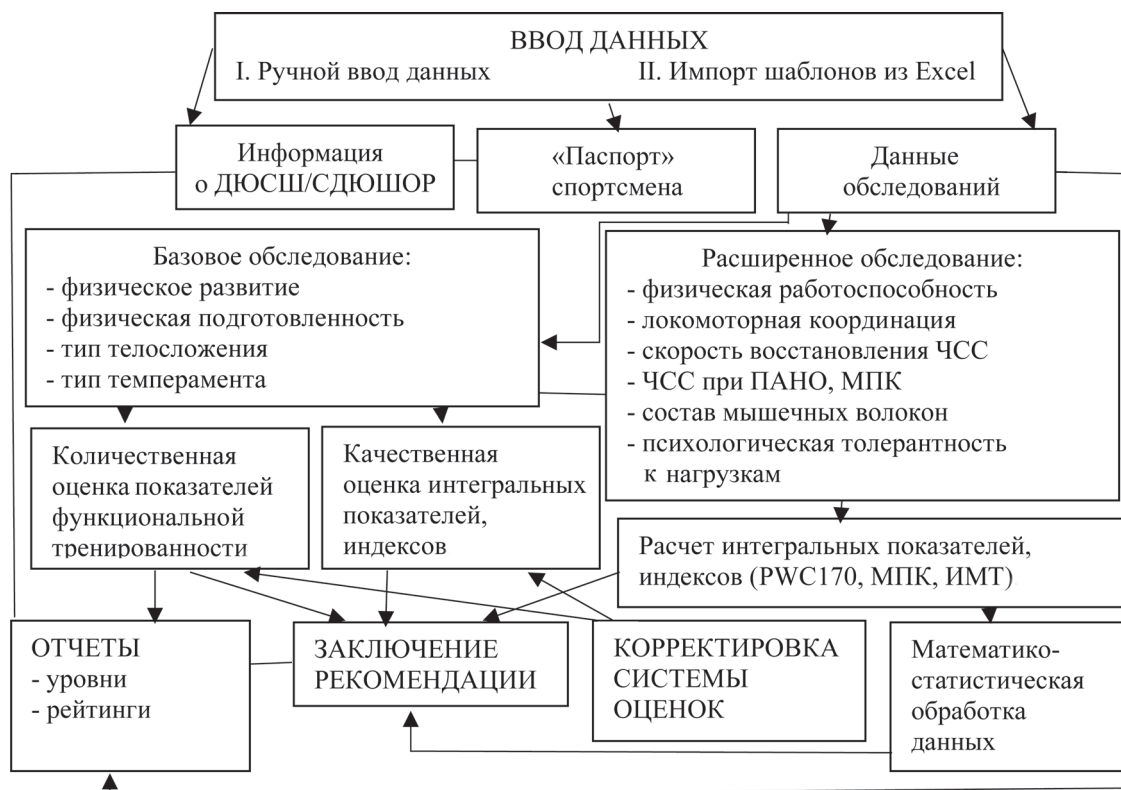 ВВОД ДАННЫХ
I. Ручной ввод данных II. Импорт шаблонов из Excel
Информация
о ДЮСШ/СДЮШОР
«Паспорт»
спортсмена
Данные
обследований
Базовое обследование:
- физическое развитие
- физическая подготовленность
- тип телосложения
- тип темперамента
Расширенное обследование:
- физическая работоспособность
- локомоторная координация
- скорость восстановления ЧСС
- ЧСС при ПАНО, МПК
- состав мышечных волокон
- психологическая толерантность
к нагрузкам
Количественная
оценка показателей
функциональной
тренированности
Качественная
оценка интегральных
показателей,
индексов
Расчет интегральных показателей,
индексов (PWC170, МПК, ИМТ)
ОТЧЕТЫ
- уровни
- рейтинги
ЗАКЛЮЧЕНИЕ
РЕКОМЕНДАЦИИ
КОРРЕКТИРОВКА
СИСТЕМЫ
ОЦЕНОК
Математико-
статистическая
обработка
данных